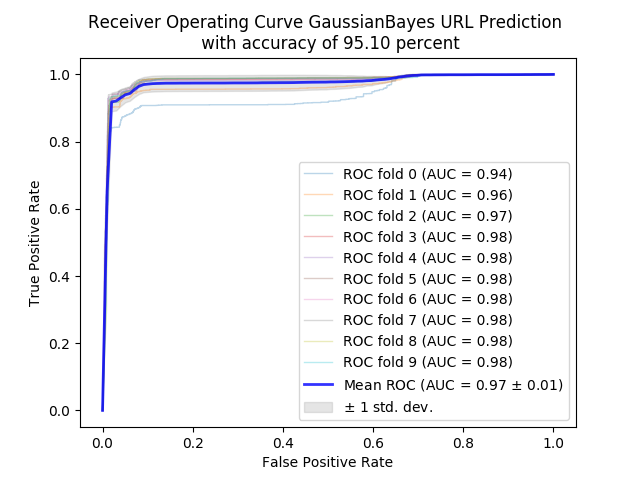 Receiver Operating Curve GaussianBayes URL Prediction
with accuracy of 95.10 percent
1.0
0.8
0.6
0.4
0.2
0.0
True Positive Rate
ROC fold 0 (AUC = 0.94)
ROC fold 1 (AUC = 0.96)
ROC fold 2 (AUC = 0.97)
ROC fold 3 (AUC = 0.98)
ROC fold 4 (AUC = 0.98)
ROC fold 5 (AUC = 0.98)
ROC fold 6 (AUC = 0.98)
ROC fold 7 (AUC = 0.98)
ROC fold 8 (AUC = 0.98)
ROC fold 9 (AUC = 0.98)
Mean ROC (AUC = 0.97 ± 0.01)
± 1 std. dev.
0.0 0.2 0.4 0.6 0.8 1.0
False Positive Rate